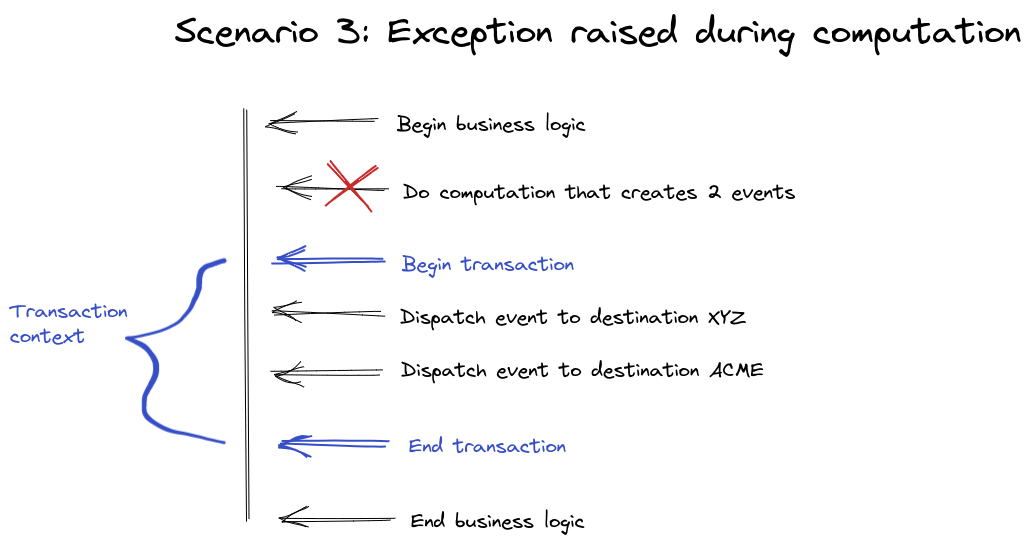 Scenario 3: Exception raised during computation
Begin business logic
Do computation that creates 2 events
Begin transaction
Transaction
context
Dispatch event to destination XYZ
Dispatch event to destination ACME
End transaction
End business logic